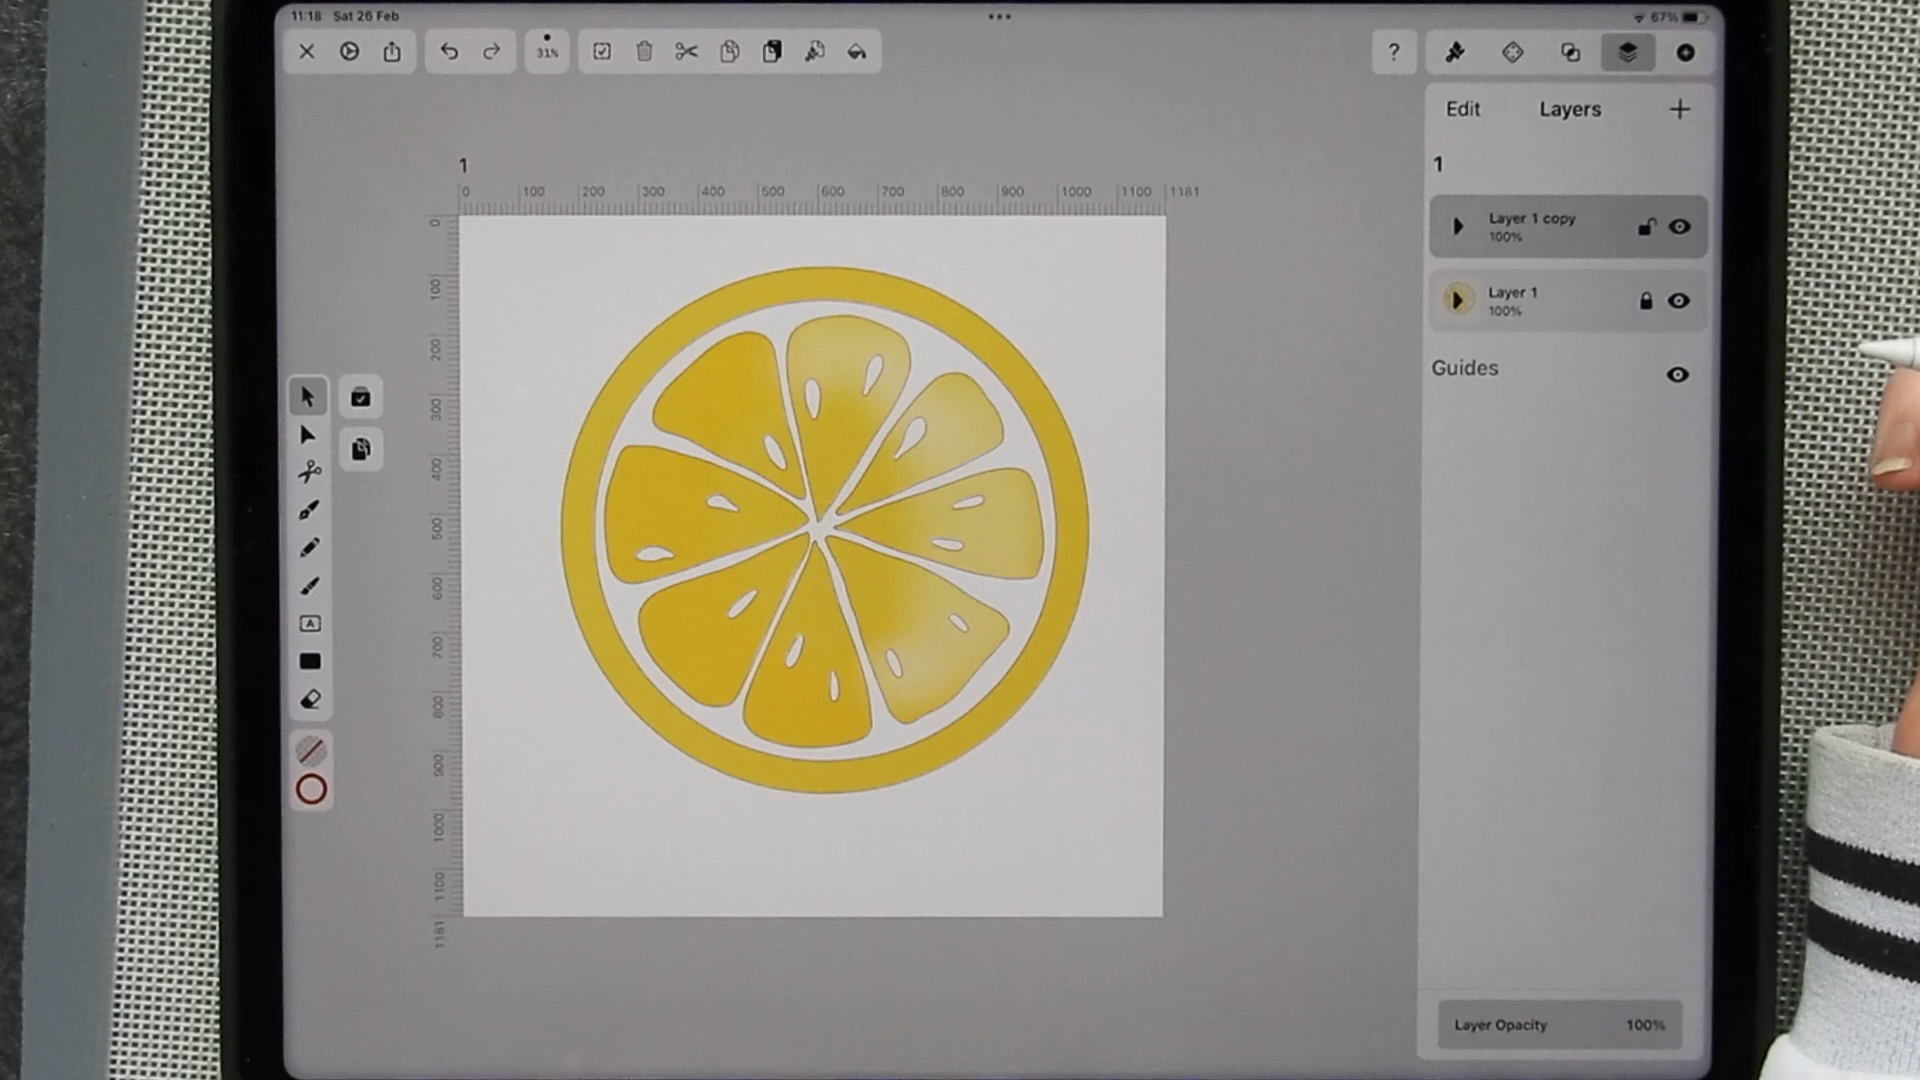 11:18 Sat 26 Feb
67%
31%
?
Edit Layers +
1
1
0 100 200 300 400 500 600 700 800 900 1000 1100 1181
Layer 1 copy
100%
Layer 1
100%
Guides
0
100
200
300
400
500
600
700
800
900
1000
1100
1181
A
Layer Opacity 100%